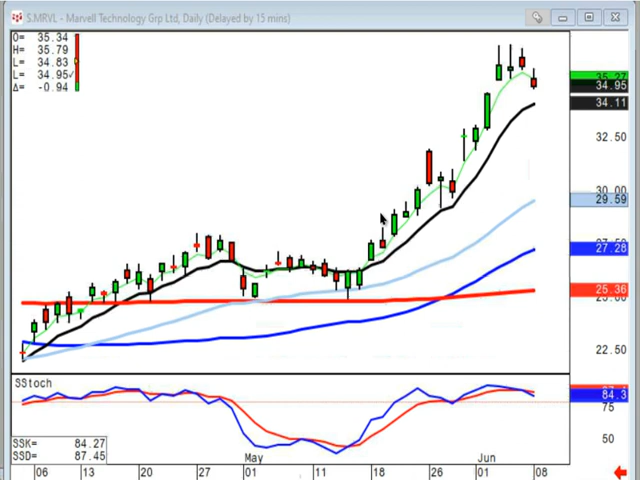 S.MRVL - Marvell Technology Grp Ltd, Daily (Delayed by 15 mins)
O= 35.34
H= 35.79
L= 34.83
L= 34.95
Δ= -0.94
34.95
34.11
32.50
30.00
29.59
27.28
25.36
25.00
22.50
SStoch
84.3
75
50
SSK= 84.27
SSD= 87.45
May
Jun
06 13 20 27 01 11 18 26 01 08